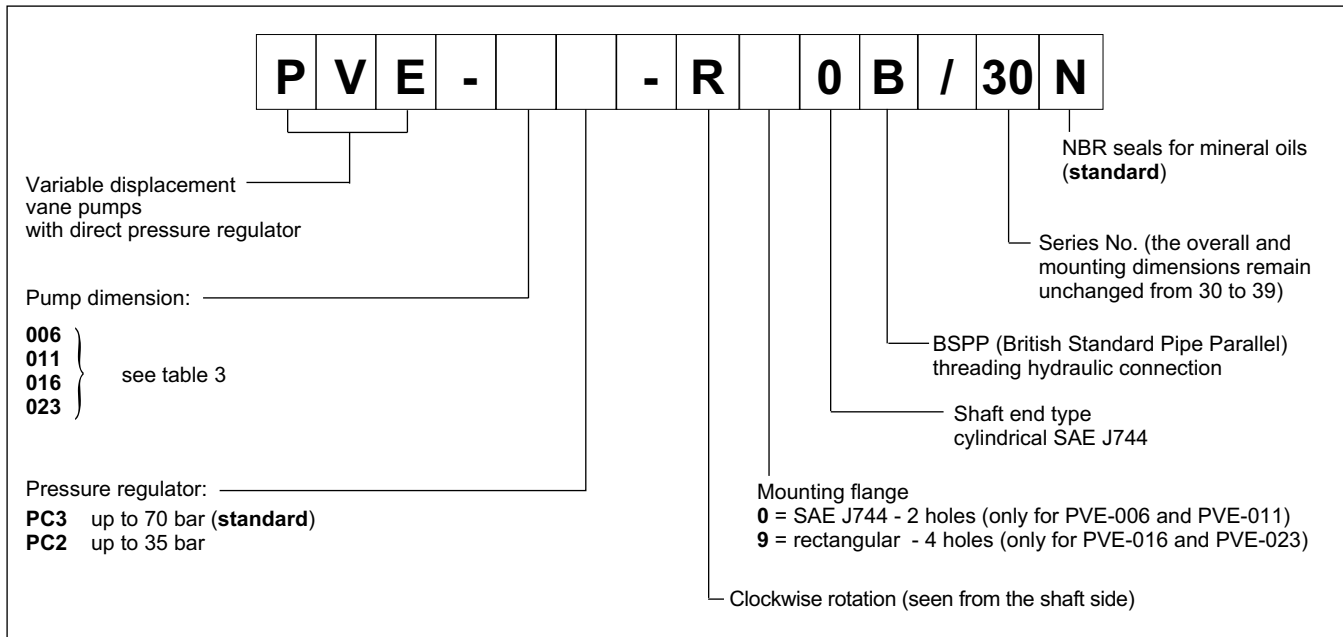 P V E - - R 0 B / 30 N
NBR seals for mineral oils
(standard)
Variable displacement
vane pumps
with direct pressure regulator
Series No. (the overall and
mounting dimensions remain
unchanged from 30 to 39)
Pump dimension:
006
011
016
023
see table 3
BSPP (British Standard Pipe Parallel)
threading hydraulic connection
Shaft end type
cylindrical SAE J744
Pressure regulator:
PC3 up to 70 bar (standard)
PC2 up to 35 bar
Mounting flange
0 = SAE J744 - 2 holes (only for PVE-006 and PVE-011)
9 = rectangular - 4 holes (only for PVE-016 and PVE-023)
Clockwise rotation (seen from the shaft side)